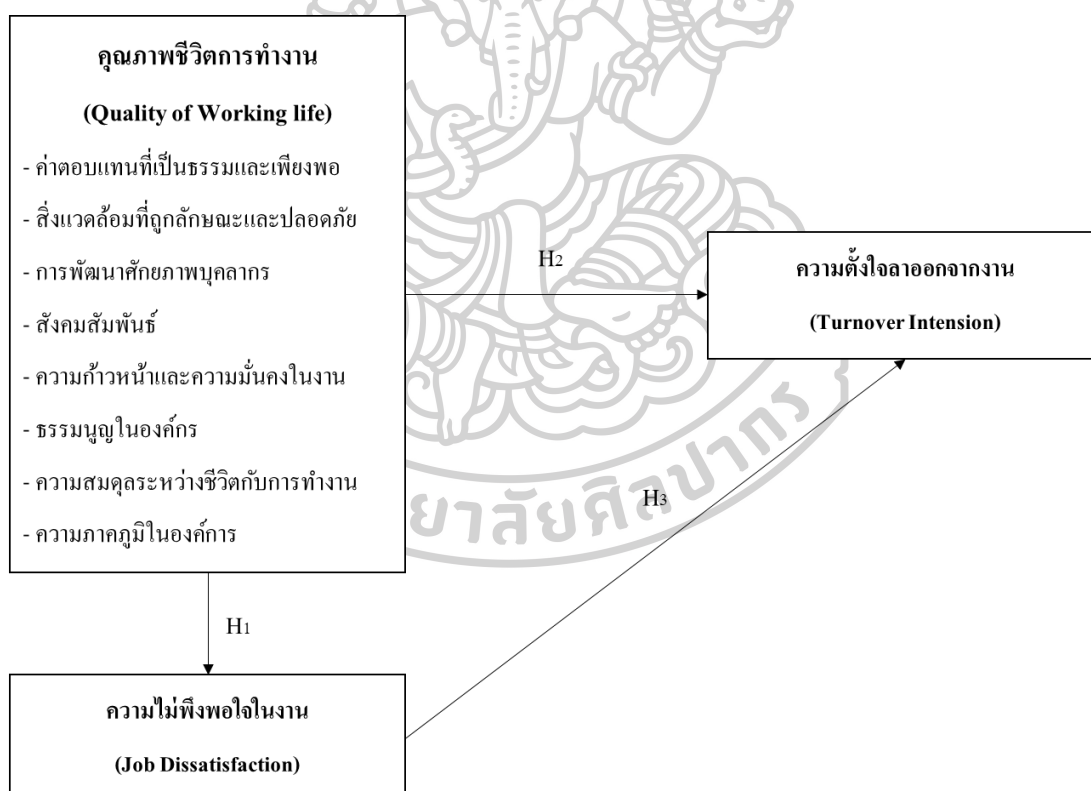 คุณภาพชีวิตการทำงาน
(Quality of Working life)
- ค่าตอบแทนที่เป็นธรรมและเพียงพอ
- สิ่งแวดล้อมที่ถูกลักษณะและปลอดภัย
- การพัฒนาศักยภาพบุคลากร
- สังคมสัมพันธ์
- ความก้าวหน้าและความมั่นคงในงาน
- ธรรมนูญในองค์กร
- ความสมดุลระหว่างชีวิตกับการทำงาน
- ความภาคภูมิในองค์การ
H2
ความตั้งใจลาออกจากงาน
(Turnover Intension)
H3
ยาลัยศิลปากร
H1
ความไม่พึงพอใจในงาน
(Job Dissatisfaction)